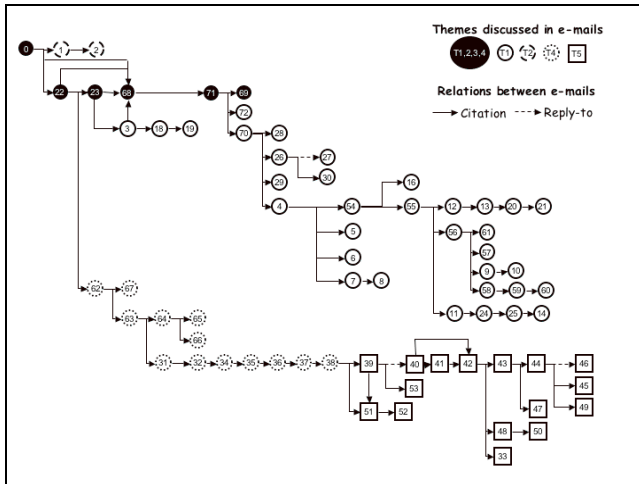 Themes discussed in e-mails
T1,2,3,4 T1 T2 T4 T5
Relations between e-mails
Citation Reply-to
0 1 2
22 23 68 71 69
72
3 18 19 70 28
26 27
29 30
16
4 54 55 12 13 20 21
5 56 61
6 57
7 8 9 10
62 67 58 59 60
63 64 65 11 24 25 14
66
31 32 34 35 36 37 38 39 40 41 42 43 44 46
53 45
51 52 47 49
48 50
33